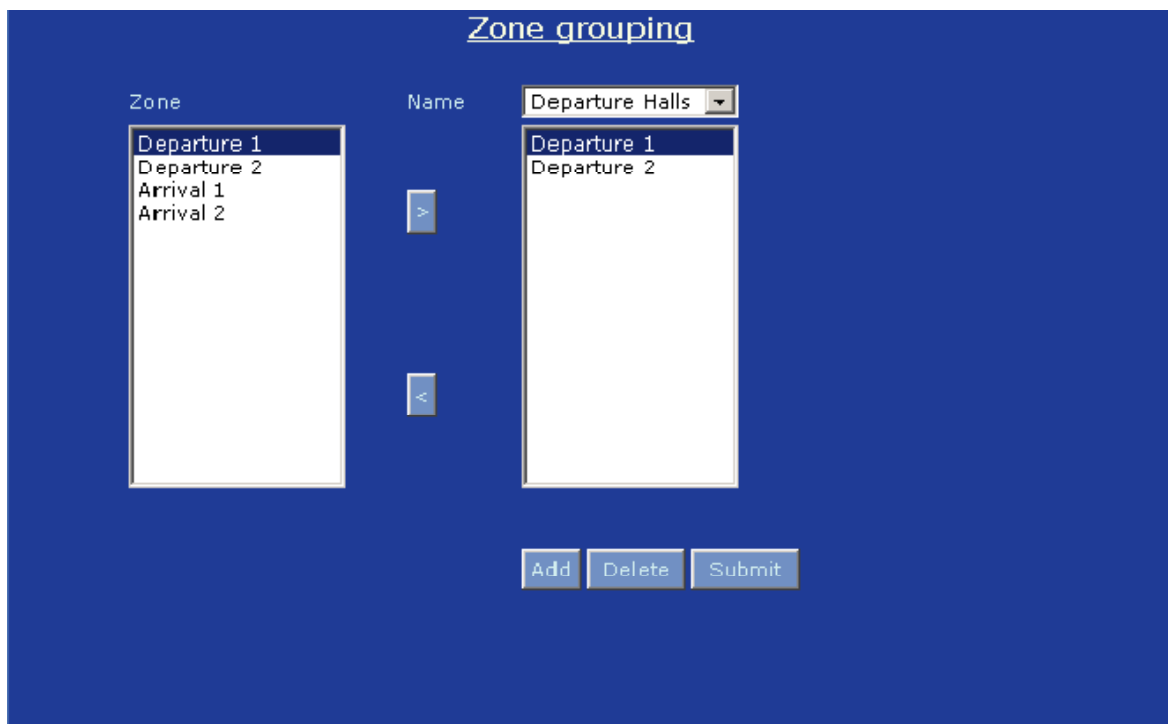 Zone grouping
Zone Name Departure Halls
Departure 1
Departure 2
Arrival 1
Arrival 2
>
<
Departure 1
Departure 2
Add Delete Submit